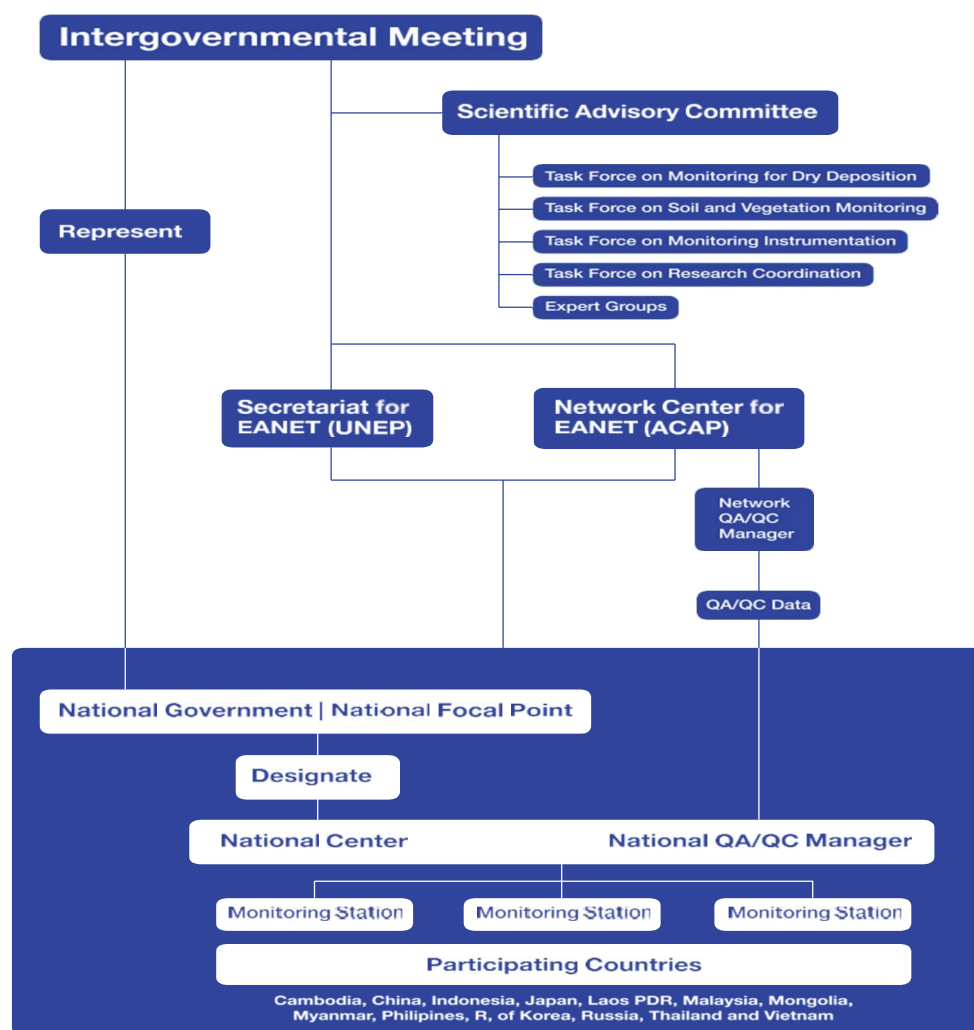 Intergovernmental Meeting
Scientific Advisory Committee
Task Force on Monitoring for Dry Deposition
Task Force on Soil and Vegetation Monitoring
Represent
Task Force on Monitoring Instrumentation
Task Force on Research Coordination
Expert Groups
Secretariat for
EANET (UNEP)
Network Center for
EANET (ACAP)
Network
QA/QC
Manager
QA/QC Data
National Government | National Focal Point
Designate
National Center
National QA/QC Manager
Monitoring Station
Monitoring Station
Monitoring Station
Participating Countries
Cambodia, China, Indonesia, Japan, Laos PDR, Malaysia, Mongolia,
Myanmar, Philipines, R, of Korea, Russia, Thailand and Vietnam